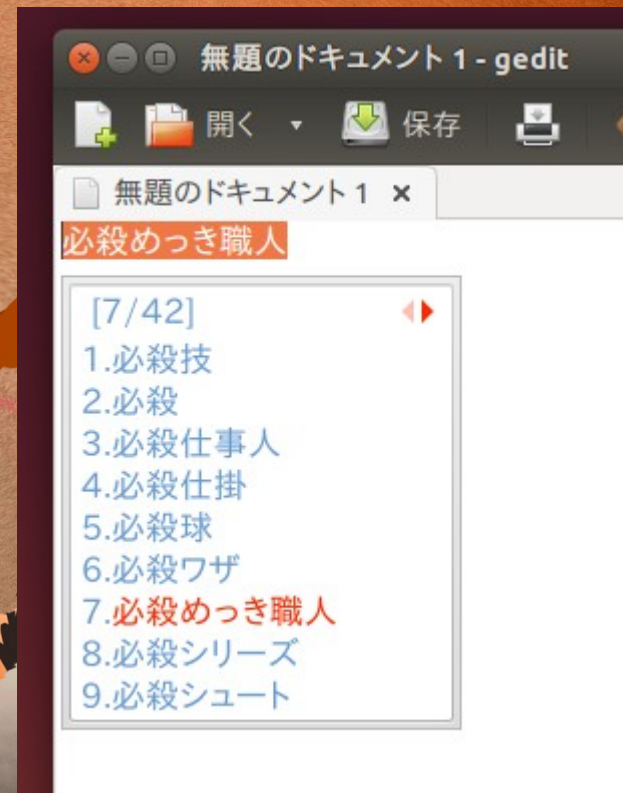 無題のドキュメント 1 - gedit
開く 保存
無題のドキュメント 1
必殺めっき職人
[7/42]
1.必殺技
2.必殺
3.必殺仕事人
4.必殺仕掛
5.必殺球
6.必殺ワザ
7.必殺めっき職人
8.必殺シリーズ
9.必殺シュート